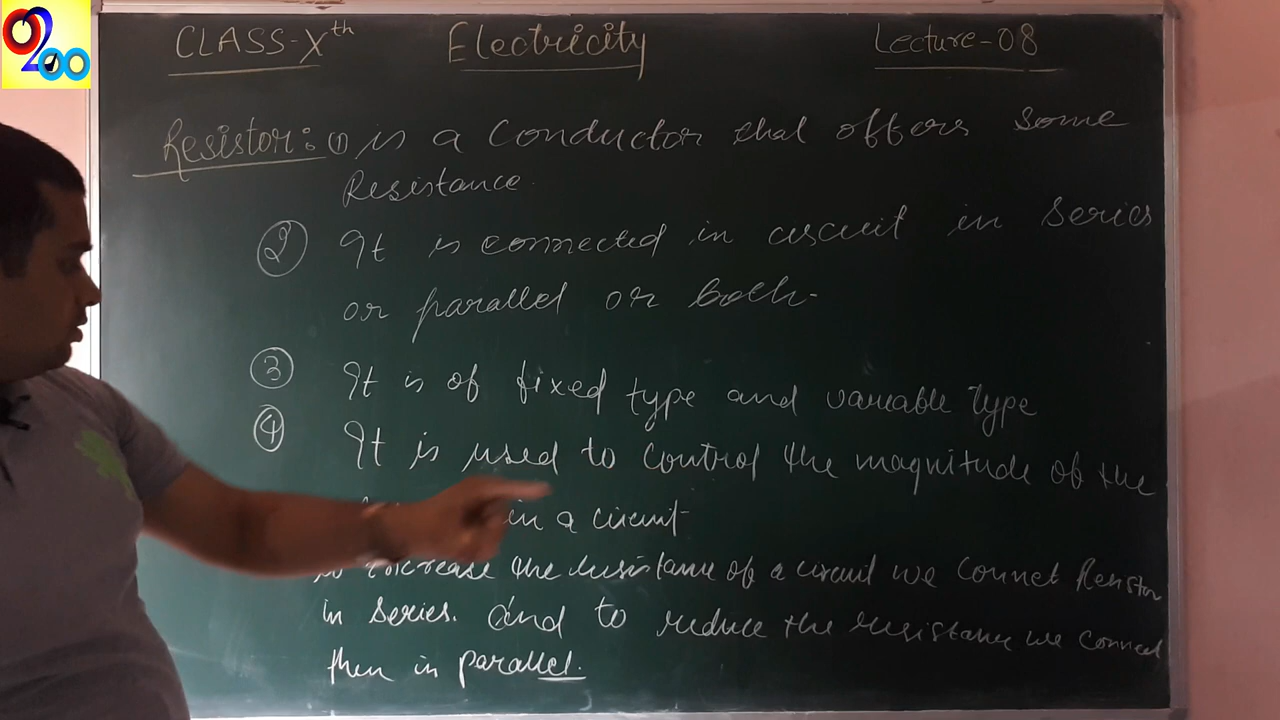 0200
CLASS-Xth Electricity Lecture-08
Resistor:- (1) is a conductor that offers some
Resistance.
(2) It is connected in circuit in series
or parallel or both.
(3) It is of fixed type and variable type
(4) It is used to control the magnitude of the
in a circuit
increase the resistance of a circuit we connet Resistor
in series. And to reduce the resistance we connect
then in parallel.